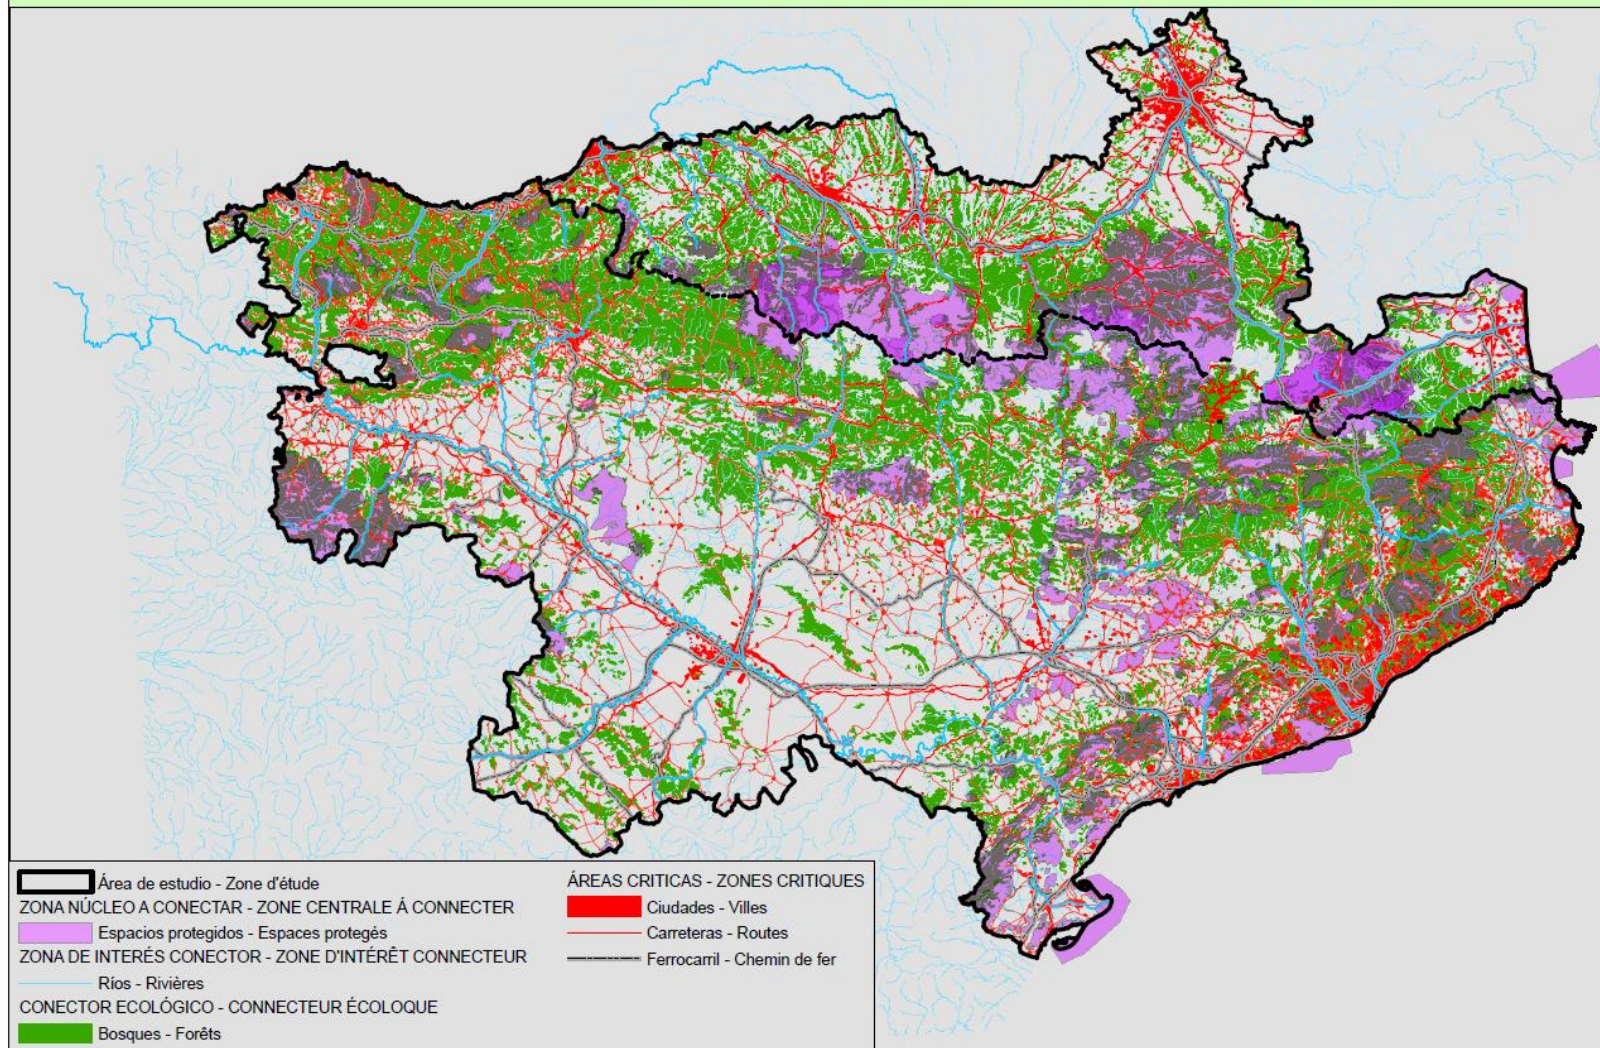 Área de estudio - Zone d'étude
ZONA NÚCLEO A CONECTAR - ZONE CENTRALE Á CONNECTER
Espacios protegidos - Espaces protegés
ZONA DE INTERÉS CONECTOR - ZONE D'INTÉRÊT CONNECTEUR
Ríos - Rivières
CONECTOR ECOLÓGICO - CONNECTEUR ÉCOLOQUE
Bosques - Forêts
ÁREAS CRITICAS - ZONES CRITIQUES
Ciudades - Villes
Carreteras - Routes
Ferrocarril - Chemin de fer